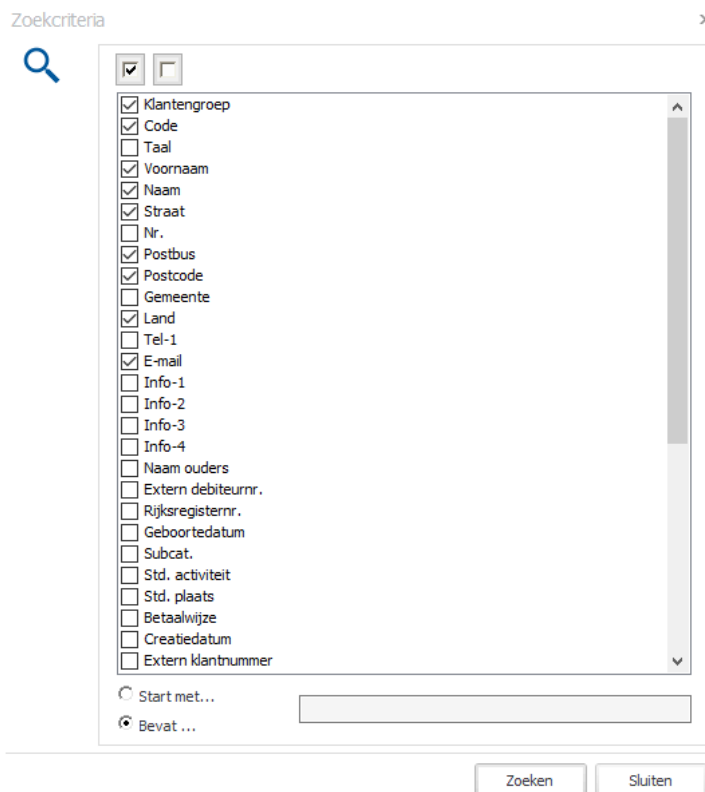 Zoekcriteria
Klantengroep
Code
Taal
Voornaam
Naam
Straat
Nr.
Postbus
Postcode
Gemeente
Land
Tel-1
E-mail
Info-1
Info-2
Info-3
Info-4
Naam ouders
Extern debiteurnr.
Rijksregisternr.
Geboortedatum
Subcat.
Std. activiteit
Std. plaats
Betaalwijze
Creatiedatum
Extern klantnummer
Start met...
Bevat ...
Zoeken Sluiten